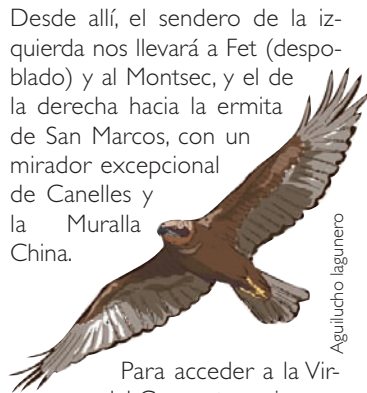 Desde allí, el sendero de la iz-
quierda nos llevará a Fet (despo-
blado) y al Montsec, y el de
la derecha hacia la ermita
de San Marcos, con un
mirador excepcional
de Canelles y
la Muralla
China.
Aguilucho lagunero
Para acceder a la Vir-